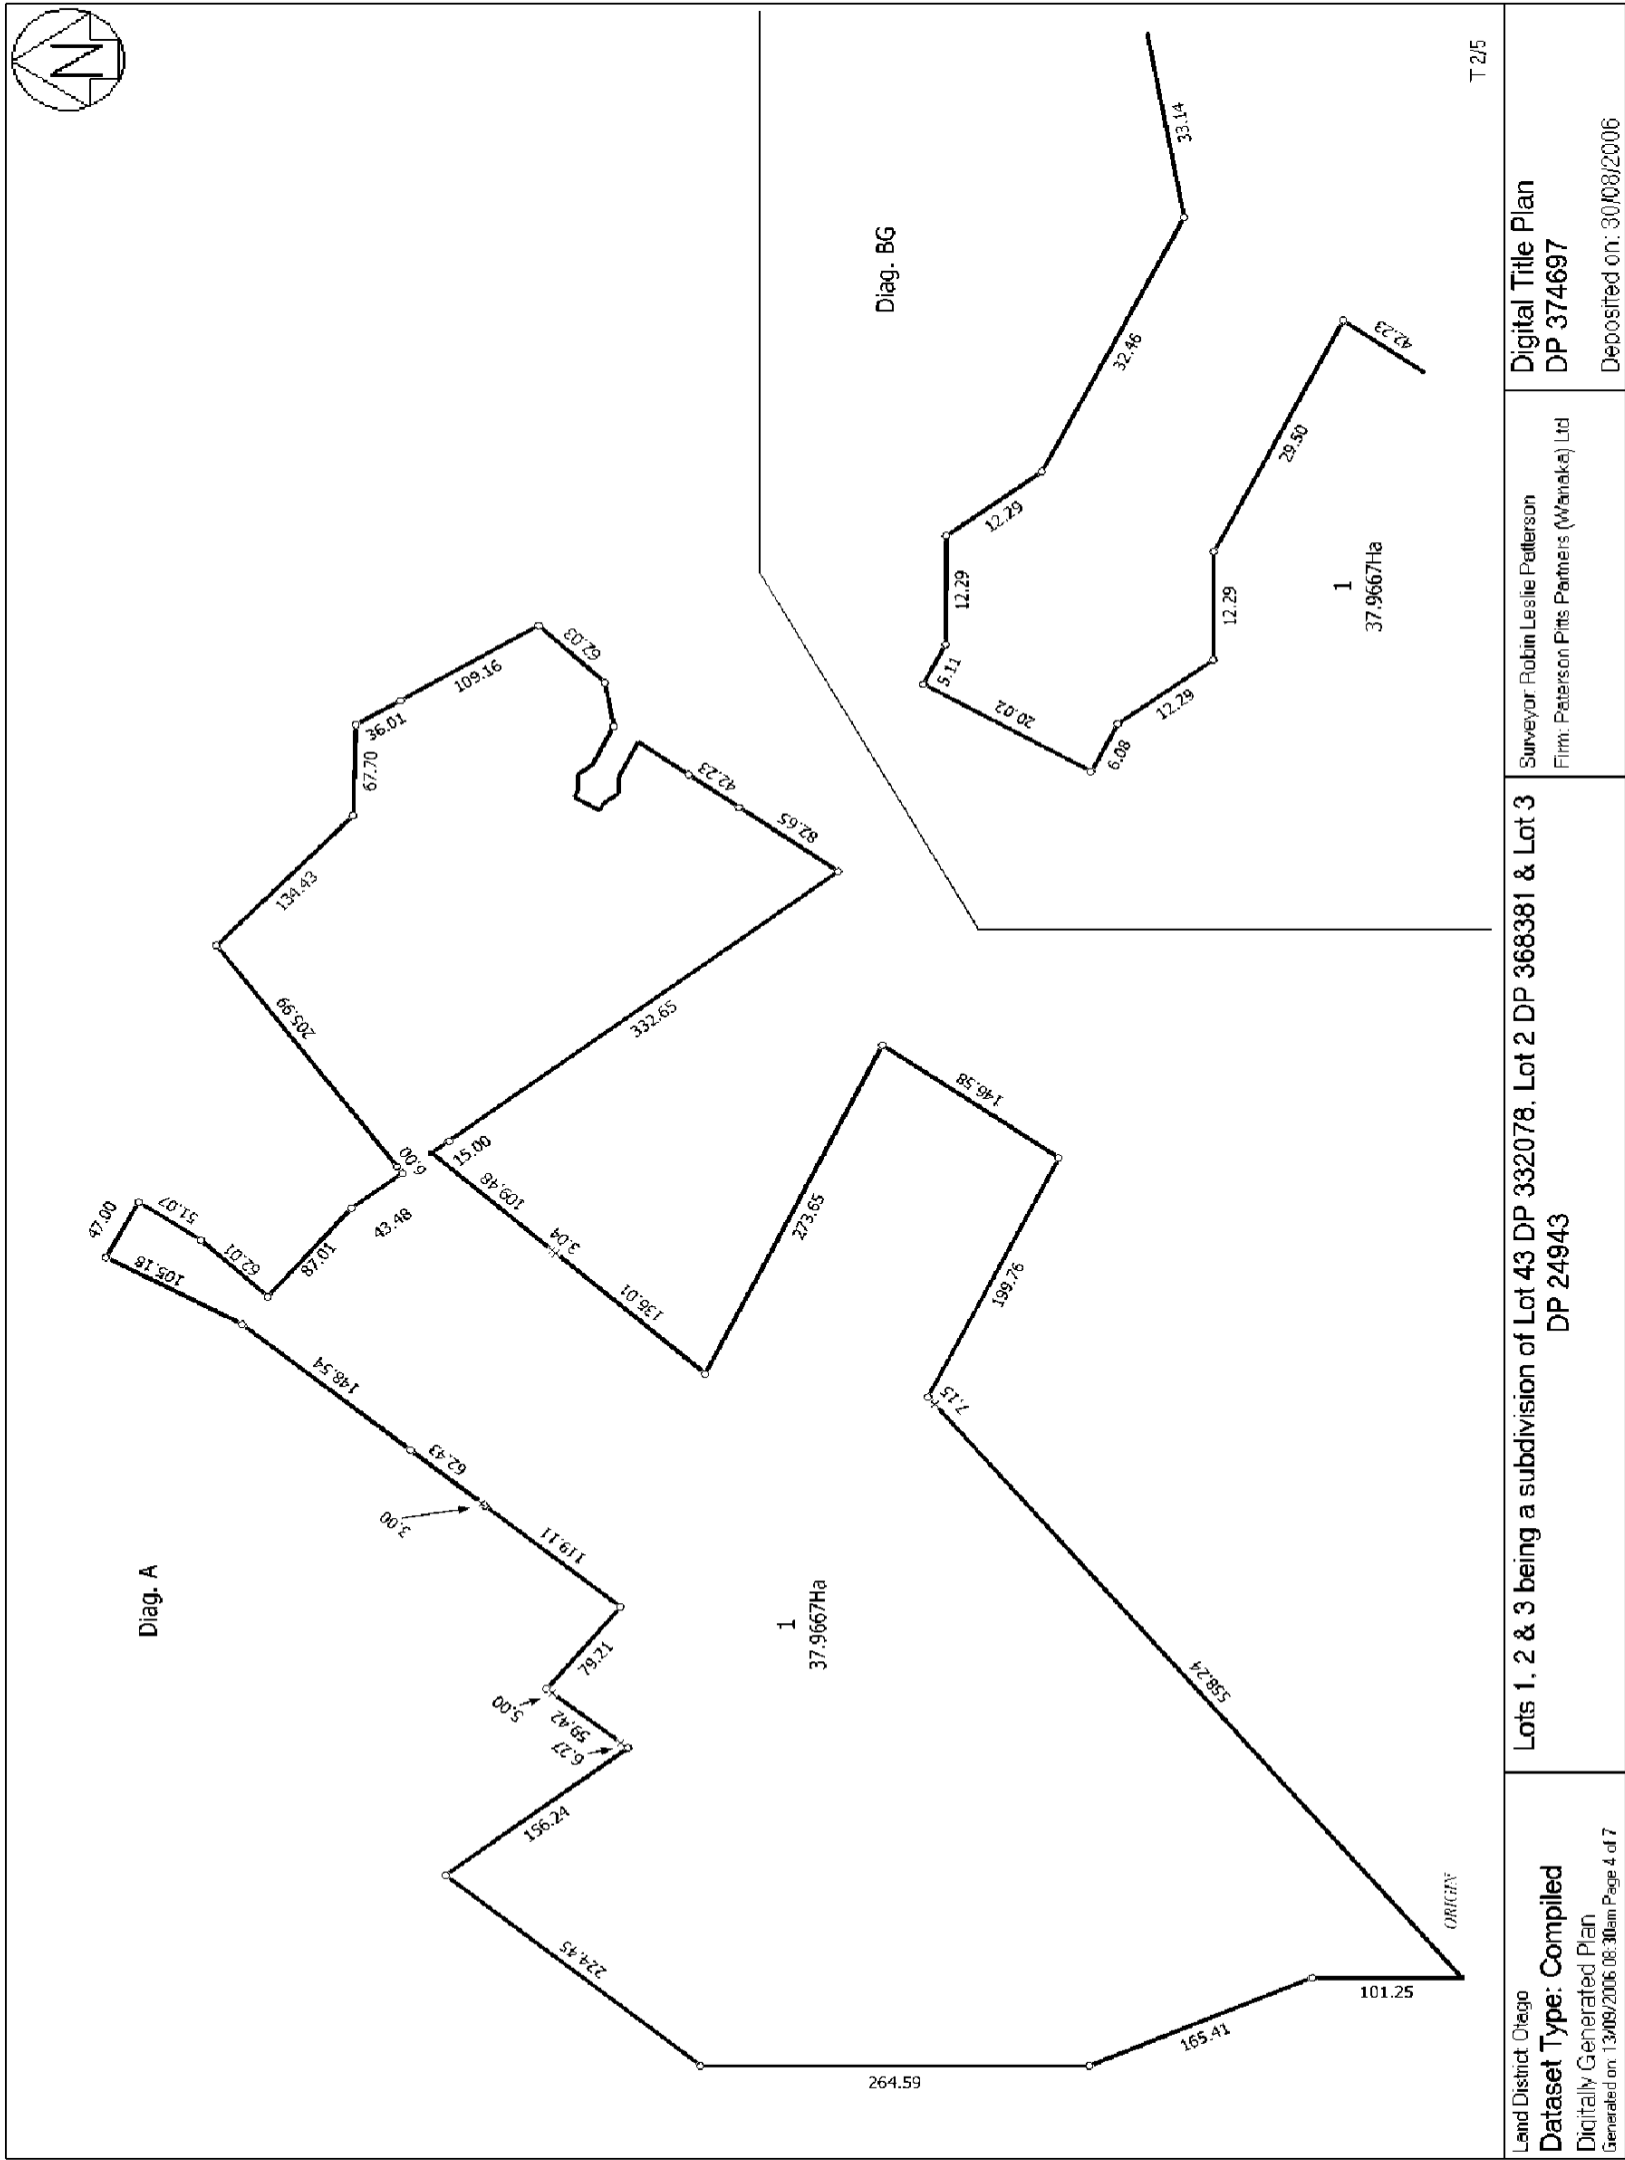 N
Diag. A
47.00
51.07
62.01
105.18
87.01
43.48
6.00
205.99
134.43
67.70
36.01
109.16
62.03
42.23
82.65
332.65
15.00
109.48
3.04
136.01
273.65
146.58
199.76
7.15
558.24
ORIGIN
101.25
165.41
264.59
224.45
156.24
6.27
59.42
5.00
79.21
119.11
3.00
62.43
148.54
1
37.9667Ha
Diag. BG
33.14
32.46
12.29
12.29
5.11
20.02
6.08
12.29
12.29
29.50
42.23
1
37.9667Ha
T 2/5
Land District: Otago
Dataset Type: Compiled
Digitally Generated Plan
Generated on: 13/09/2006 08:30am Page 4 of 7
Lots 1, 2 & 3 being a subdivision of Lot 43 DP 332078, Lot 2 DP 368381 & Lot 3
DP 24943
Surveyor: Robin Leslie Patterson
Firm: Paterson Pitts Partners (Wanaka) Ltd
Digital Title Plan
DP 374697
Deposited on: 30/08/2006